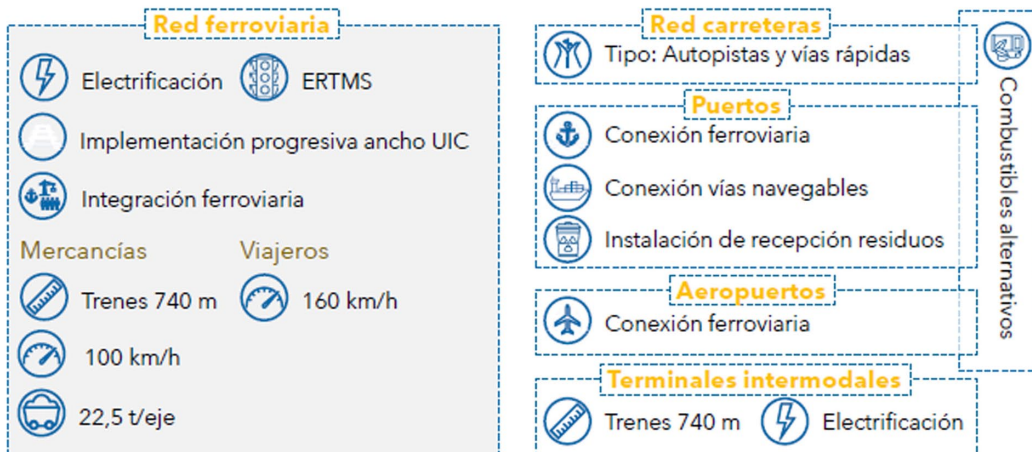 Red ferroviaria
Electrificación
ERTMS
Implementación progresiva ancho UIC
Integración ferroviaria
Mercancías
Viajeros
Trenes 740 m
160 km/h
100 km/h
22,5 t/eje
Red carreteras
Tipo: Autopistas y vías rápidas
Puertos
Conexión ferroviaria
Conexión vías navegables
Instalación de recepción residuos
Aeropuertos
Conexión ferroviaria
Terminales intermodales
Trenes 740 m
Electrificación
Combustibles alternativos